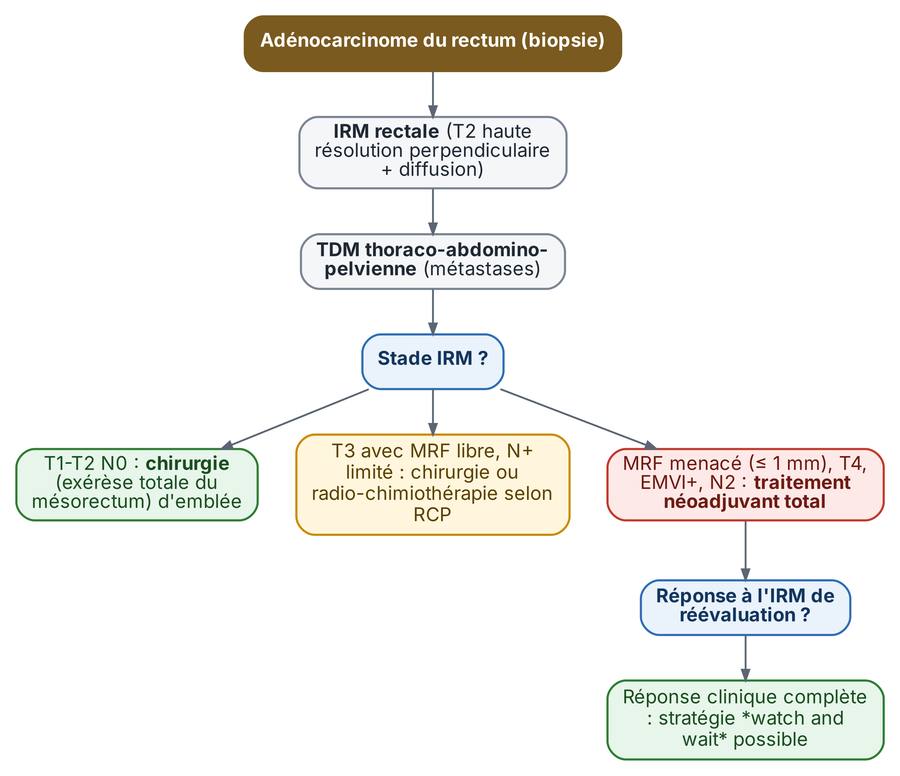 Adénocarcinome du rectum (biopsie)
IRM rectale (T2 haute
résolution perpendiculaire
+ diffusion)
TDM thoraco-abdomino-
pelvienne (métastases)
Stade IRM ?
T1-T2 N0 : chirurgie
(exérèse totale du
mésorectum) d'emblée
T3 avec MRF libre, N+
limité : chirurgie ou
radio-chimiothérapie selon
RCP
MRF menacé (≤ 1 mm), T4,
EMVI+, N2 : traitement
néoadjuvant total
Réponse à l'IRM de
réévaluation ?
Réponse clinique complète
: stratégie *watch and
wait* possible